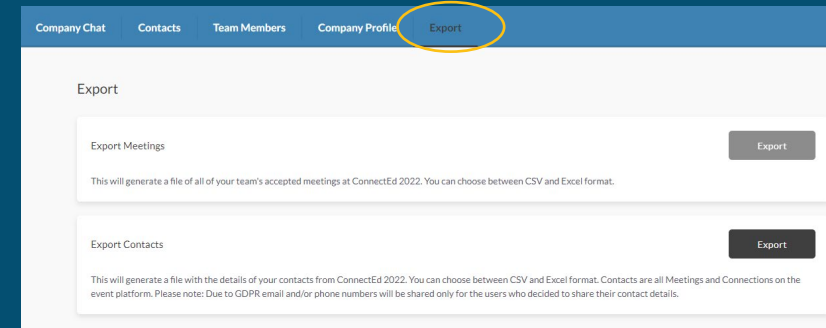 Company Chat Contacts Team Members Company Profile Export
Export
Export Meetings Export
This will generate a file of all of your team's accepted meetings at ConnectEd 2022. You can choose between CSV and Excel format.
Export Contacts Export
This will generate a file with the details of your contacts from ConnectEd 2022. You can choose between CSV and Excel format. Contacts are all Meetings and Connections on the
event platform. Please note: Due to GDPR email and/or phone numbers will be shared only for the users who decided to share their contact details.